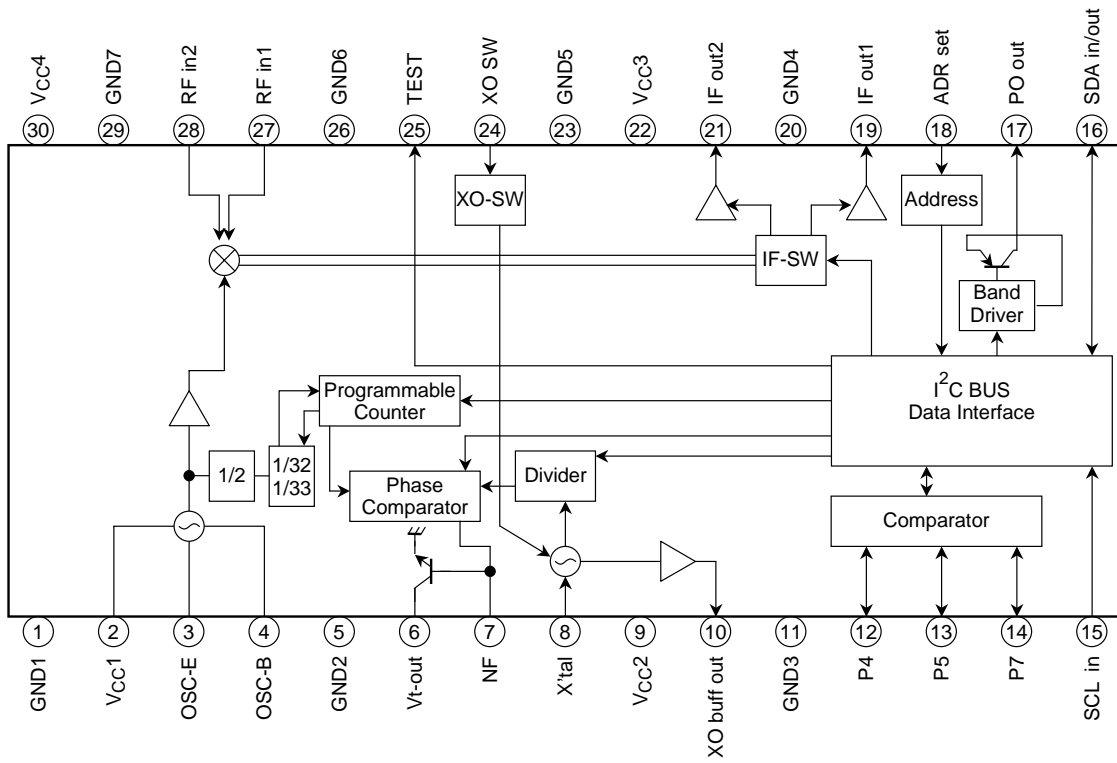 VCC4
GND7
RF in2
RF in1
GND6
TEST
XO SW
GND5
VCC3
IF out2
GND4
IF out1
ADR set
PO out
SDA in/out
30
29
28
27
26
25
24
23
22
21
20
19
18
17
16
XO-SW
Address
IF-SW
Band
Driver
I2C BUS
Data Interface
Programmable
Counter
1/2
1/32
1/33
Phase
Comparator
Divider
Comparator
1
2
3
4
5
6
7
8
9
10
11
12
13
14
15
GND1
VCC1
OSC-E
OSC-B
GND2
Vt-out
NF
X'tal
VCC2
XO buff out
GND3
P4
P5
P7
SCL in